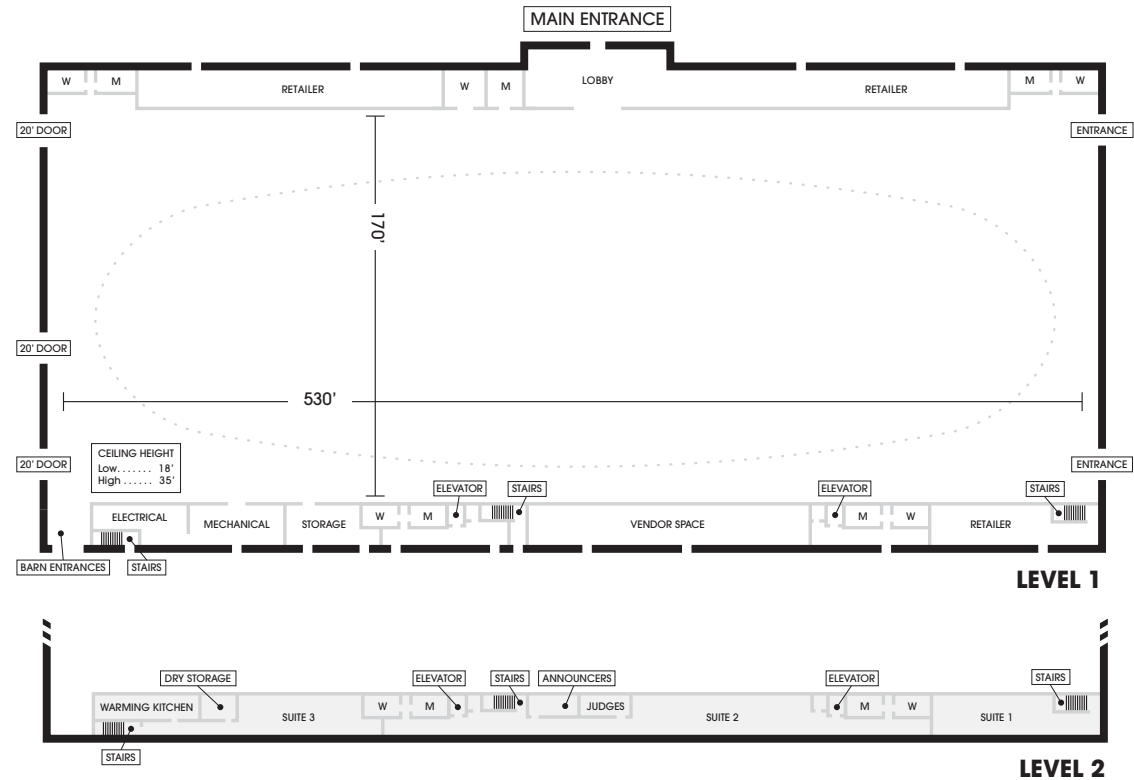 MAIN ENTRANCE
W M RETAILER W M LOBBY RETAILER M W
20' DOOR
ENTRANCE
170'
20' DOOR
530'
CEILING HEIGHT
Low....... 18'
High ...... 35'
20' DOOR
ENTRANCE
ELEVATOR STAIRS ELEVATOR STAIRS
ELECTRICAL MECHANICAL STORAGE W M VENDOR SPACE M W RETAILER
BARN ENTRANCES STAIRS
LEVEL 1
DRY STORAGE ELEVATOR STAIRS ANNOUNCERS ELEVATOR STAIRS
WARMING KITCHEN SUITE 3 W M JUDGES SUITE 2 M W SUITE 1
STAIRS
LEVEL 2